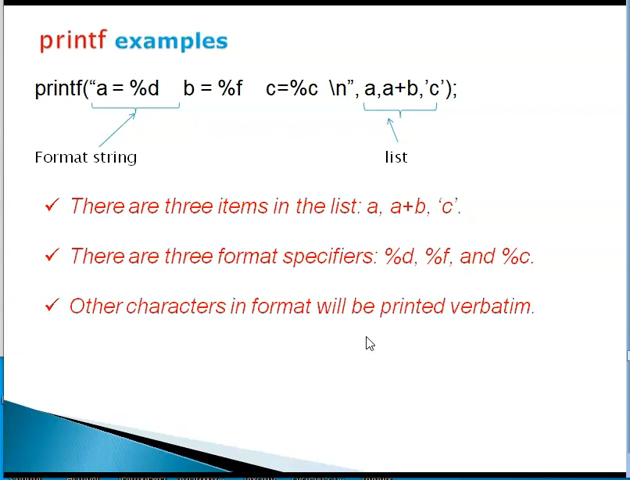 printf examples
printf(“a = %d b = %f c=%c \n”, a,a+b,’c’);
Format string list
✓ There are three items in the list: a, a+b, ‘c’.
✓ There are three format specifiers: %d, %f, and %c.
✓ Other characters in format will be printed verbatim.